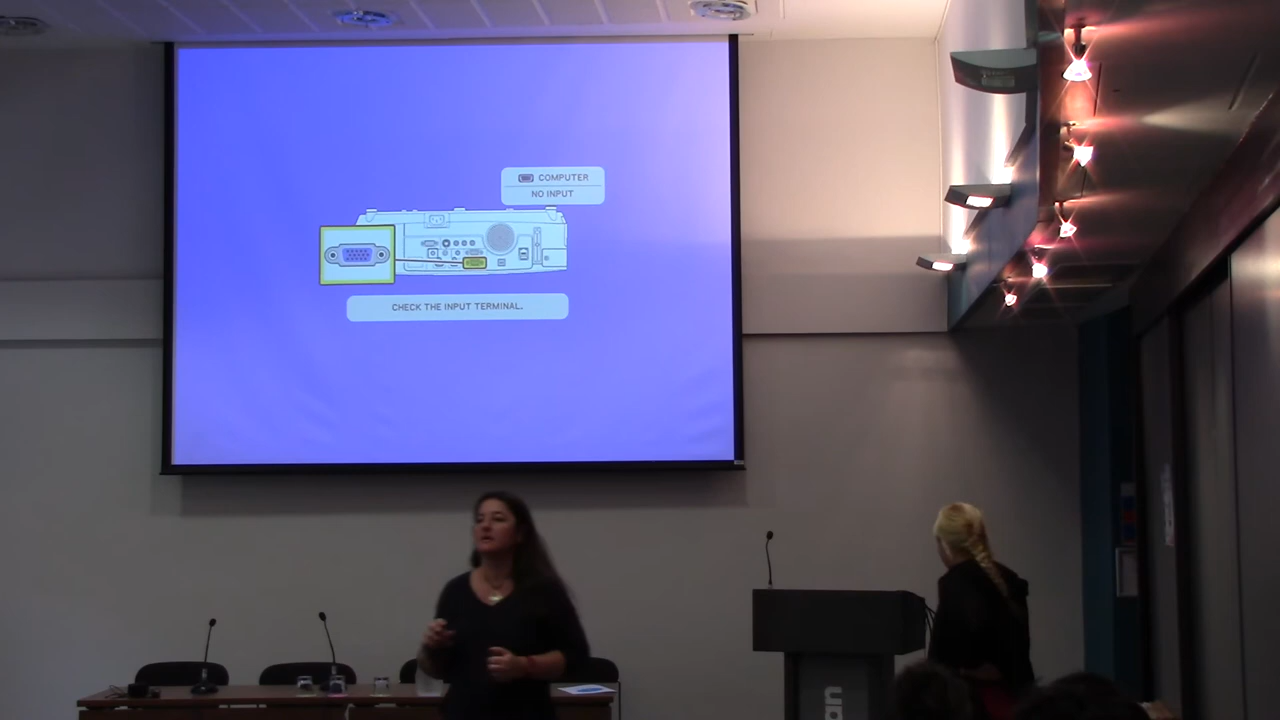 COMPUTER
NO INPUT
CHECK THE INPUT TERMINAL.